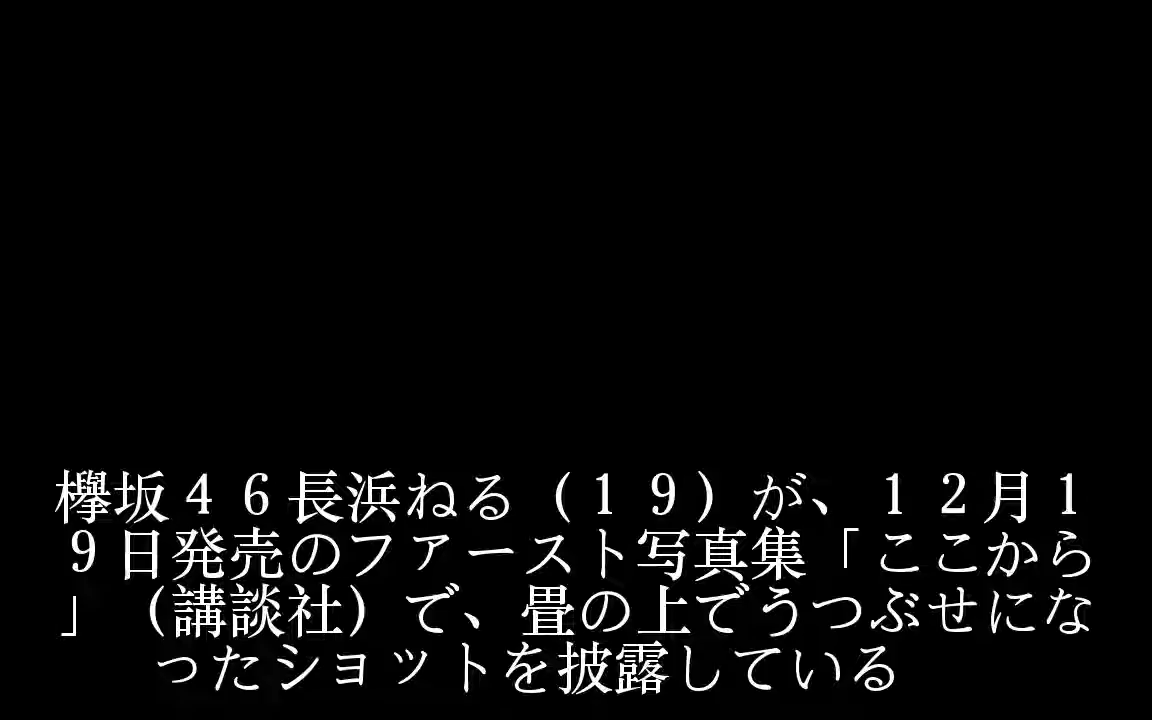 欅坂４６長浜ねる（１９）が、１２月１
９日発売のファースト写真集「ここから
」（講談社）で、畳の上でうつぶせにな
ったショットを披露している